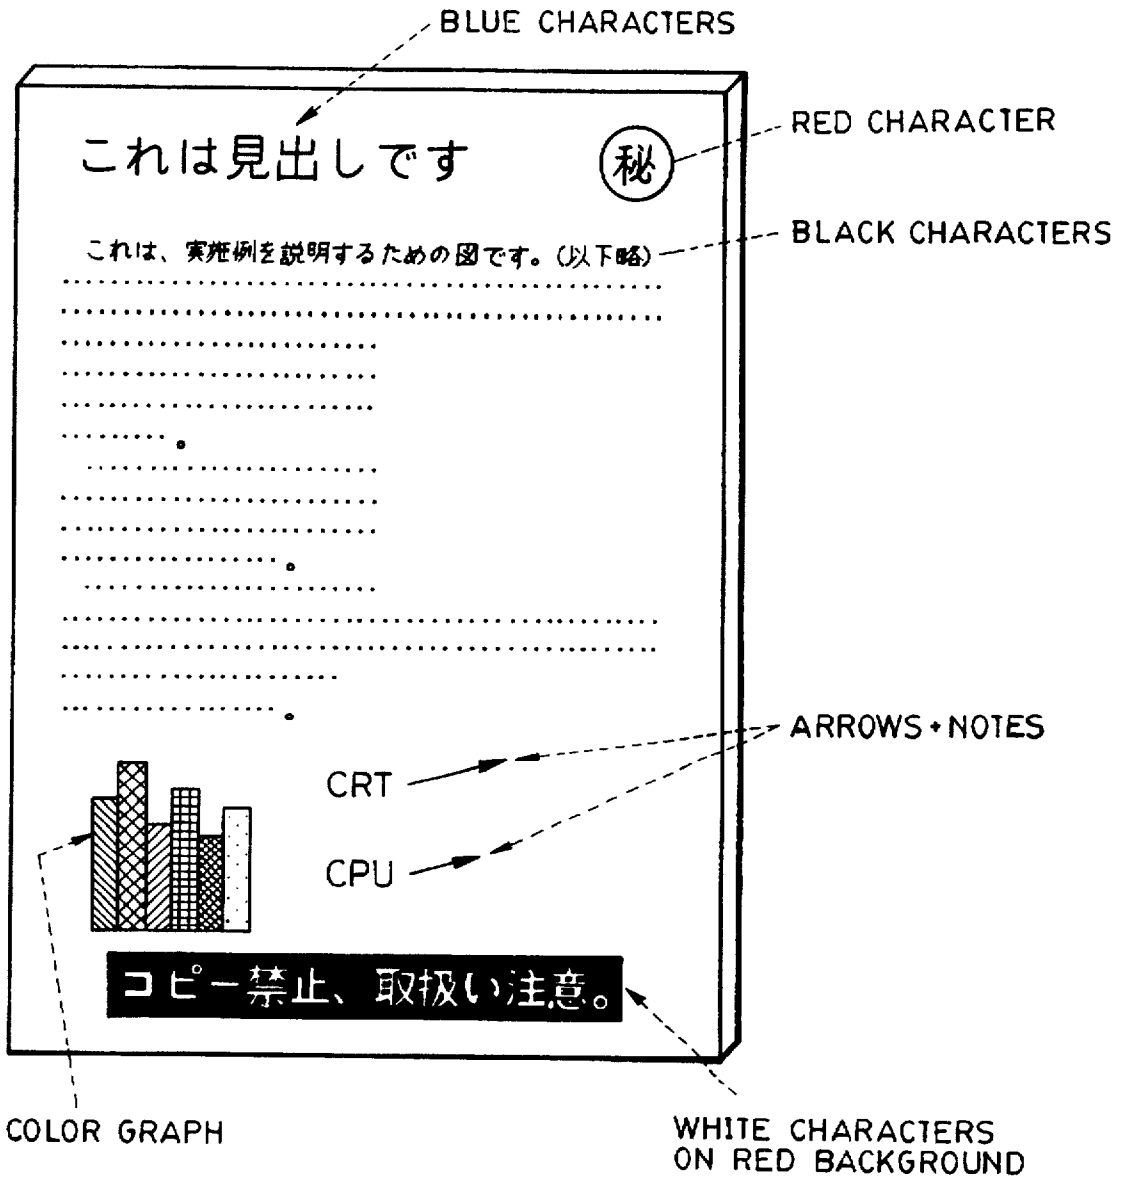 BLUE CHARACTERS
これは見出しです
秘
RED CHARACTER
これは、実施例を説明するための図です。(以下略)
BLACK CHARACTERS
ARROWS・NOTES
CRT
CPU
コピー禁止、取扱い注意。
COLOR GRAPH
WHITE CHARACTERS
ON RED BACKGROUND